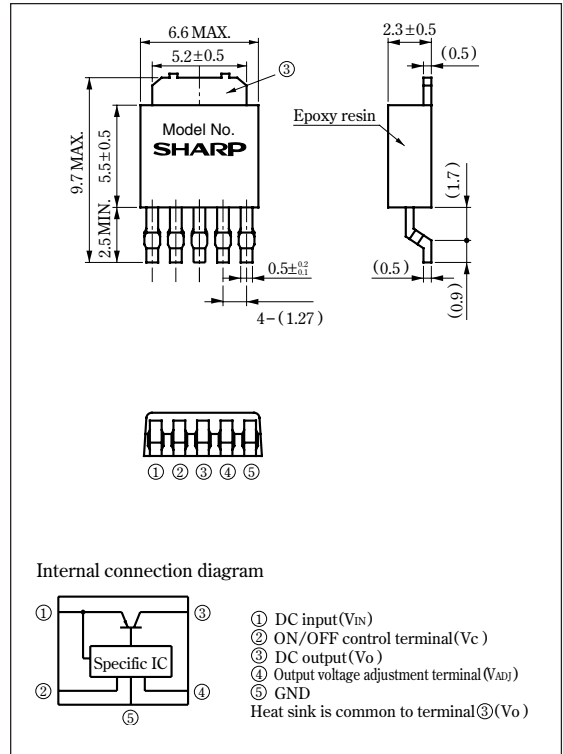 6.6 MAX.
5.2±0.5
③
2.3±0.5
(0.5)
9.7 MAX.
5.5±0.5
2.5 MIN.
Model No.
SHARP
Epoxy resin
(1.7)
(0.5)
(0.9)
0.5±0.2 0.1
4-(1.27)
① ② ③ ④ ⑤
Internal connection diagram
① ③
Specific IC
② ④
⑤
① DC input(VIN)
② ON/OFF control terminal(Vc)
③ DC output(Vo)
④ Output voltage adjustment terminal(VADJ)
⑤ GND
Heat sink is common to terminal③(Vo)